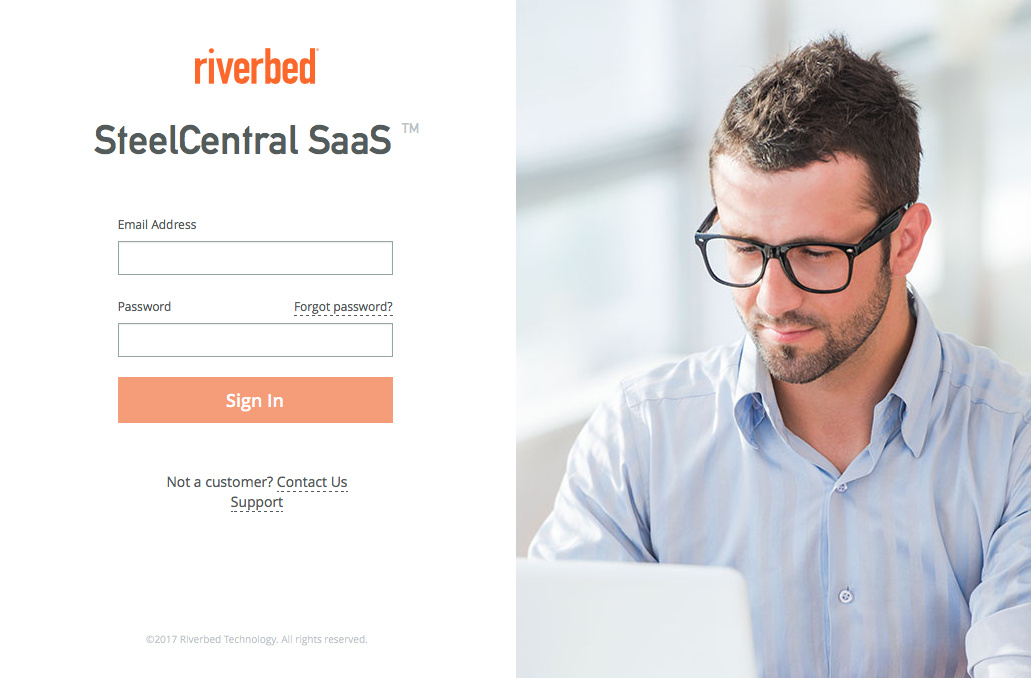 riverbed
SteelCentral SaaS ™
Email Address
Password Forgot password?
Sign In
Not a customer? Contact Us
Support
©2017 Riverbed Technology. All rights reserved.